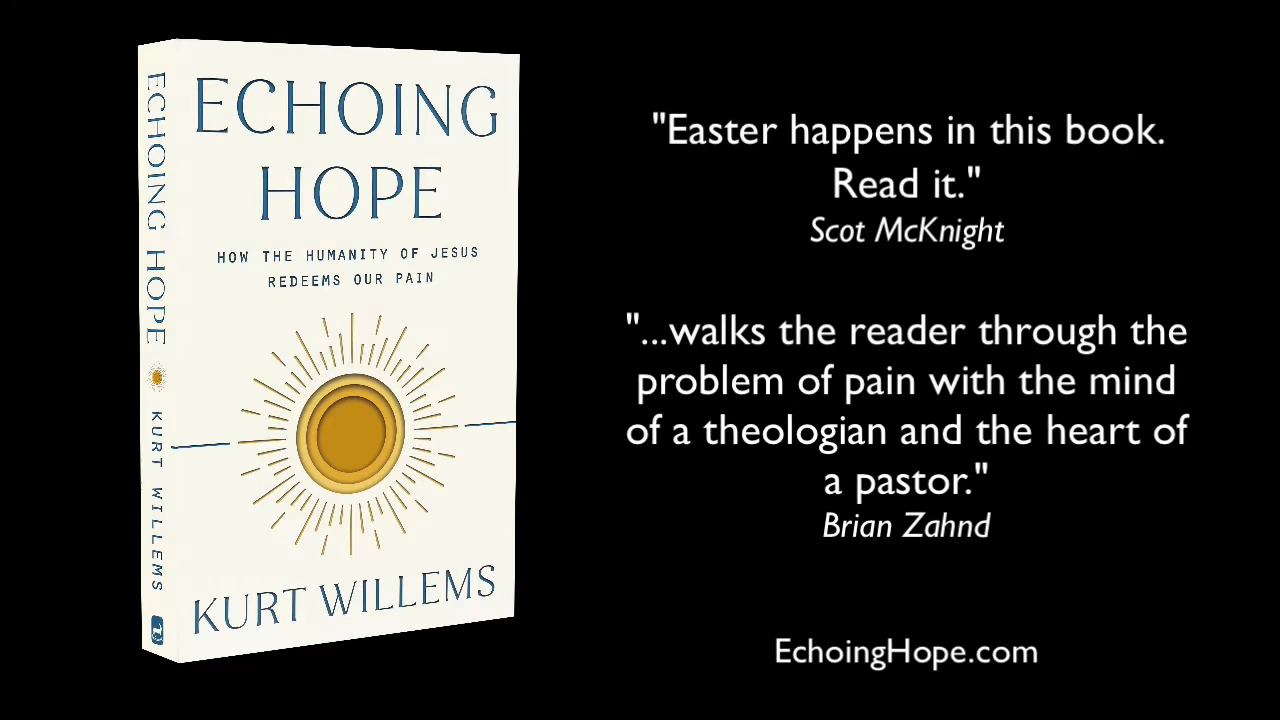 ECHOING HOPE
KURT WILLEMS
ECHOING
HOPE
HOW THE HUMANITY OF JESUS
REDEEMS OUR PAIN
KURT WILLEMS
"Easter happens in this book.
Read it."
Scot McKnight
"...walks the reader through the
problem of pain with the mind
of a theologian and the heart of
a pastor."
Brian Zahnd
EchoingHope.com